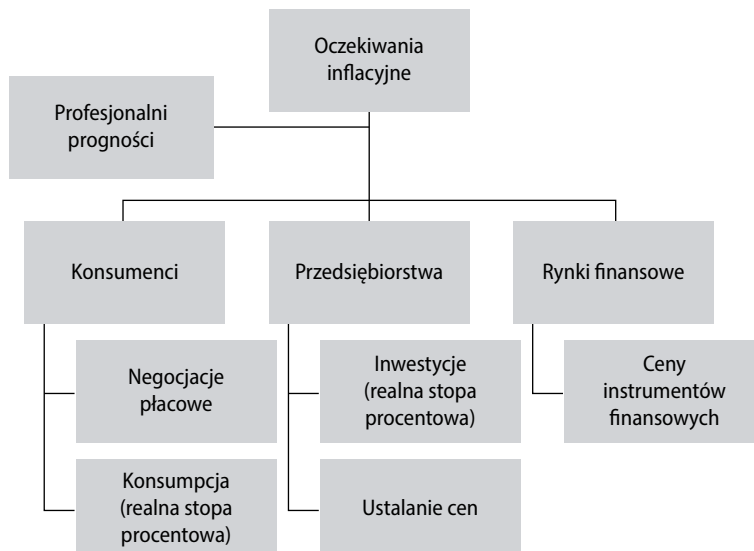 Oczekiwania
inflacyjne
Profesjonalni
progności
Konsumenci
Przedsiębiorstwa
Rynki finansowe
Negocjacje
płacowe
Inwestycje
(realna stopa
procentowa)
Ceny
instrumentów
finansowych
Konsumpcja
(realna stopa
procentowa)
Ustalanie cen